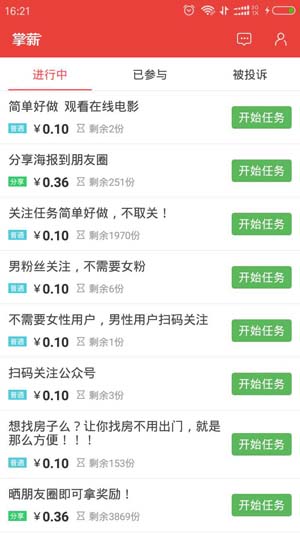 16:21
掌薪
进行中 已参与 被投诉
简单好做 观看在线电影
普通 ￥0.10 剩余2份
开始任务
分享海报到朋友圈
分享 ￥0.36 剩余251份
开始任务
关注任务简单好做，不取关！
普通 ￥0.10 剩余1970份
开始任务
男粉丝关注，不需要女粉
普通 ￥0.10 剩余6份
开始任务
不需要女性用户，男性用户扫码关注
普通 ￥0.10 剩余1份
开始任务
扫码关注公众号
普通 ￥0.10 剩余3份
开始任务
想找房子么？让你找房不用出门，就是
那么方便！！！
普通 ￥0.10 剩余153份
开始任务
晒朋友圈即可拿奖励！
分享 ￥0.36 剩余3869份
开始任务